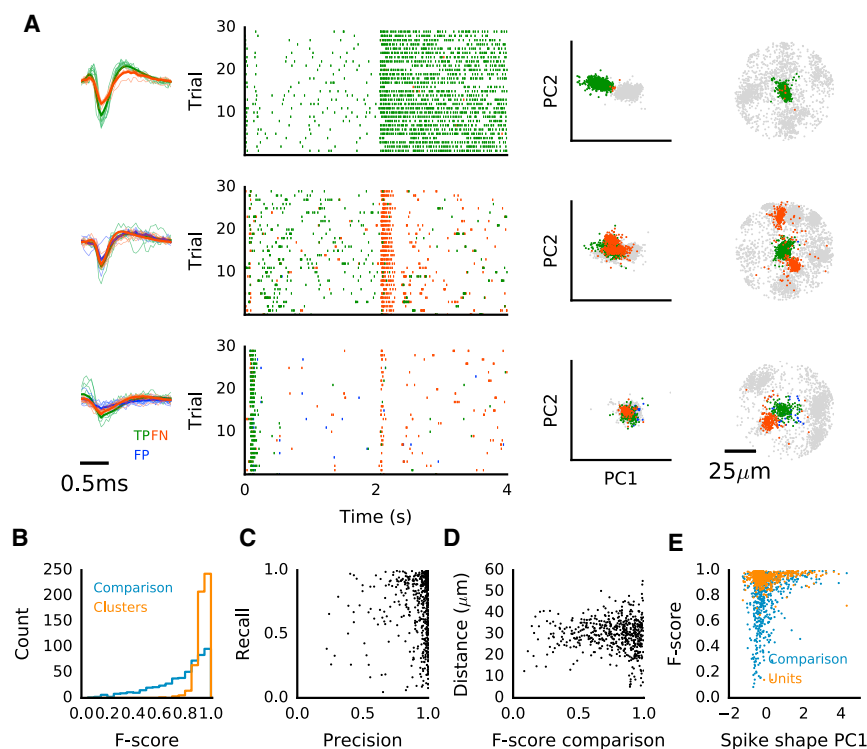 A
Trial
30
20
10
PC2
Trial
30
20
10
PC2
Trial
30
20
10
PC2
TP FN
FP
0.5ms
0 2 4
Time (s)
PC1
25μm
B
Count
250
200
150
100
50
0
Comparison
Clusters
0.0 0.2 0.4 0.6 0.8 1.0
F-score
C
Recall
1.0
0.5
0.0
0.0 1.0
Precision
D
Distance (μm)
60
50
40
30
20
10
0
0.0 0.5 1.0
F-score comparison
E
F-score
1.0
0.8
0.6
0.4
0.2
0.0
Comparison
Units
−2 0 2 4
Spike shape PC1